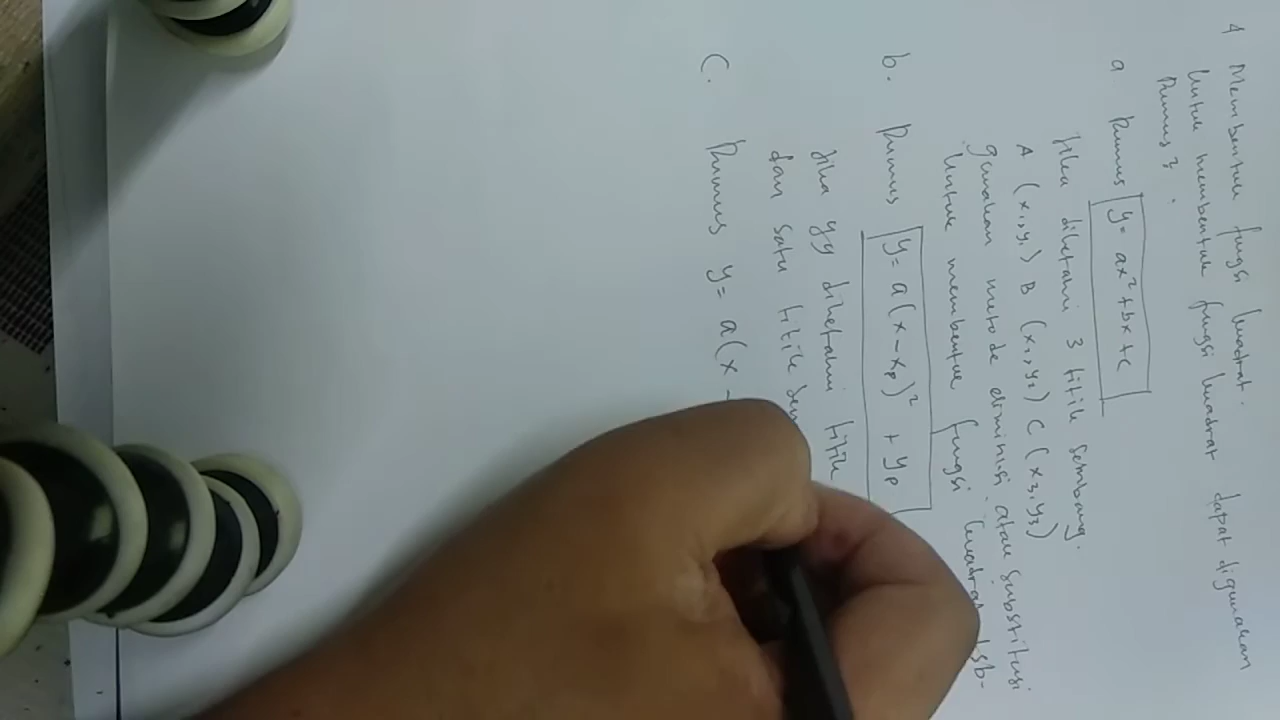 4 Membentuk fungsi kuadrat.
Untuk membentuk fungsi kuadrat dapat digunakan
Rumus 3.
a Rumus y = ax² + bx + c
Jika diketahui 3 titik sembarang.
A (x₁, y₁) B (x₂, y₂) C (x₃, y₃)
gunakan metode eliminasi atau substitusi
Untuk membentuk fungsi kuadrat tsb-
b. Rumus y = a(x - xₚ)² + yₚ
Jika yg diketahui titik
dan satu titik
C. Rumus y = a(x -